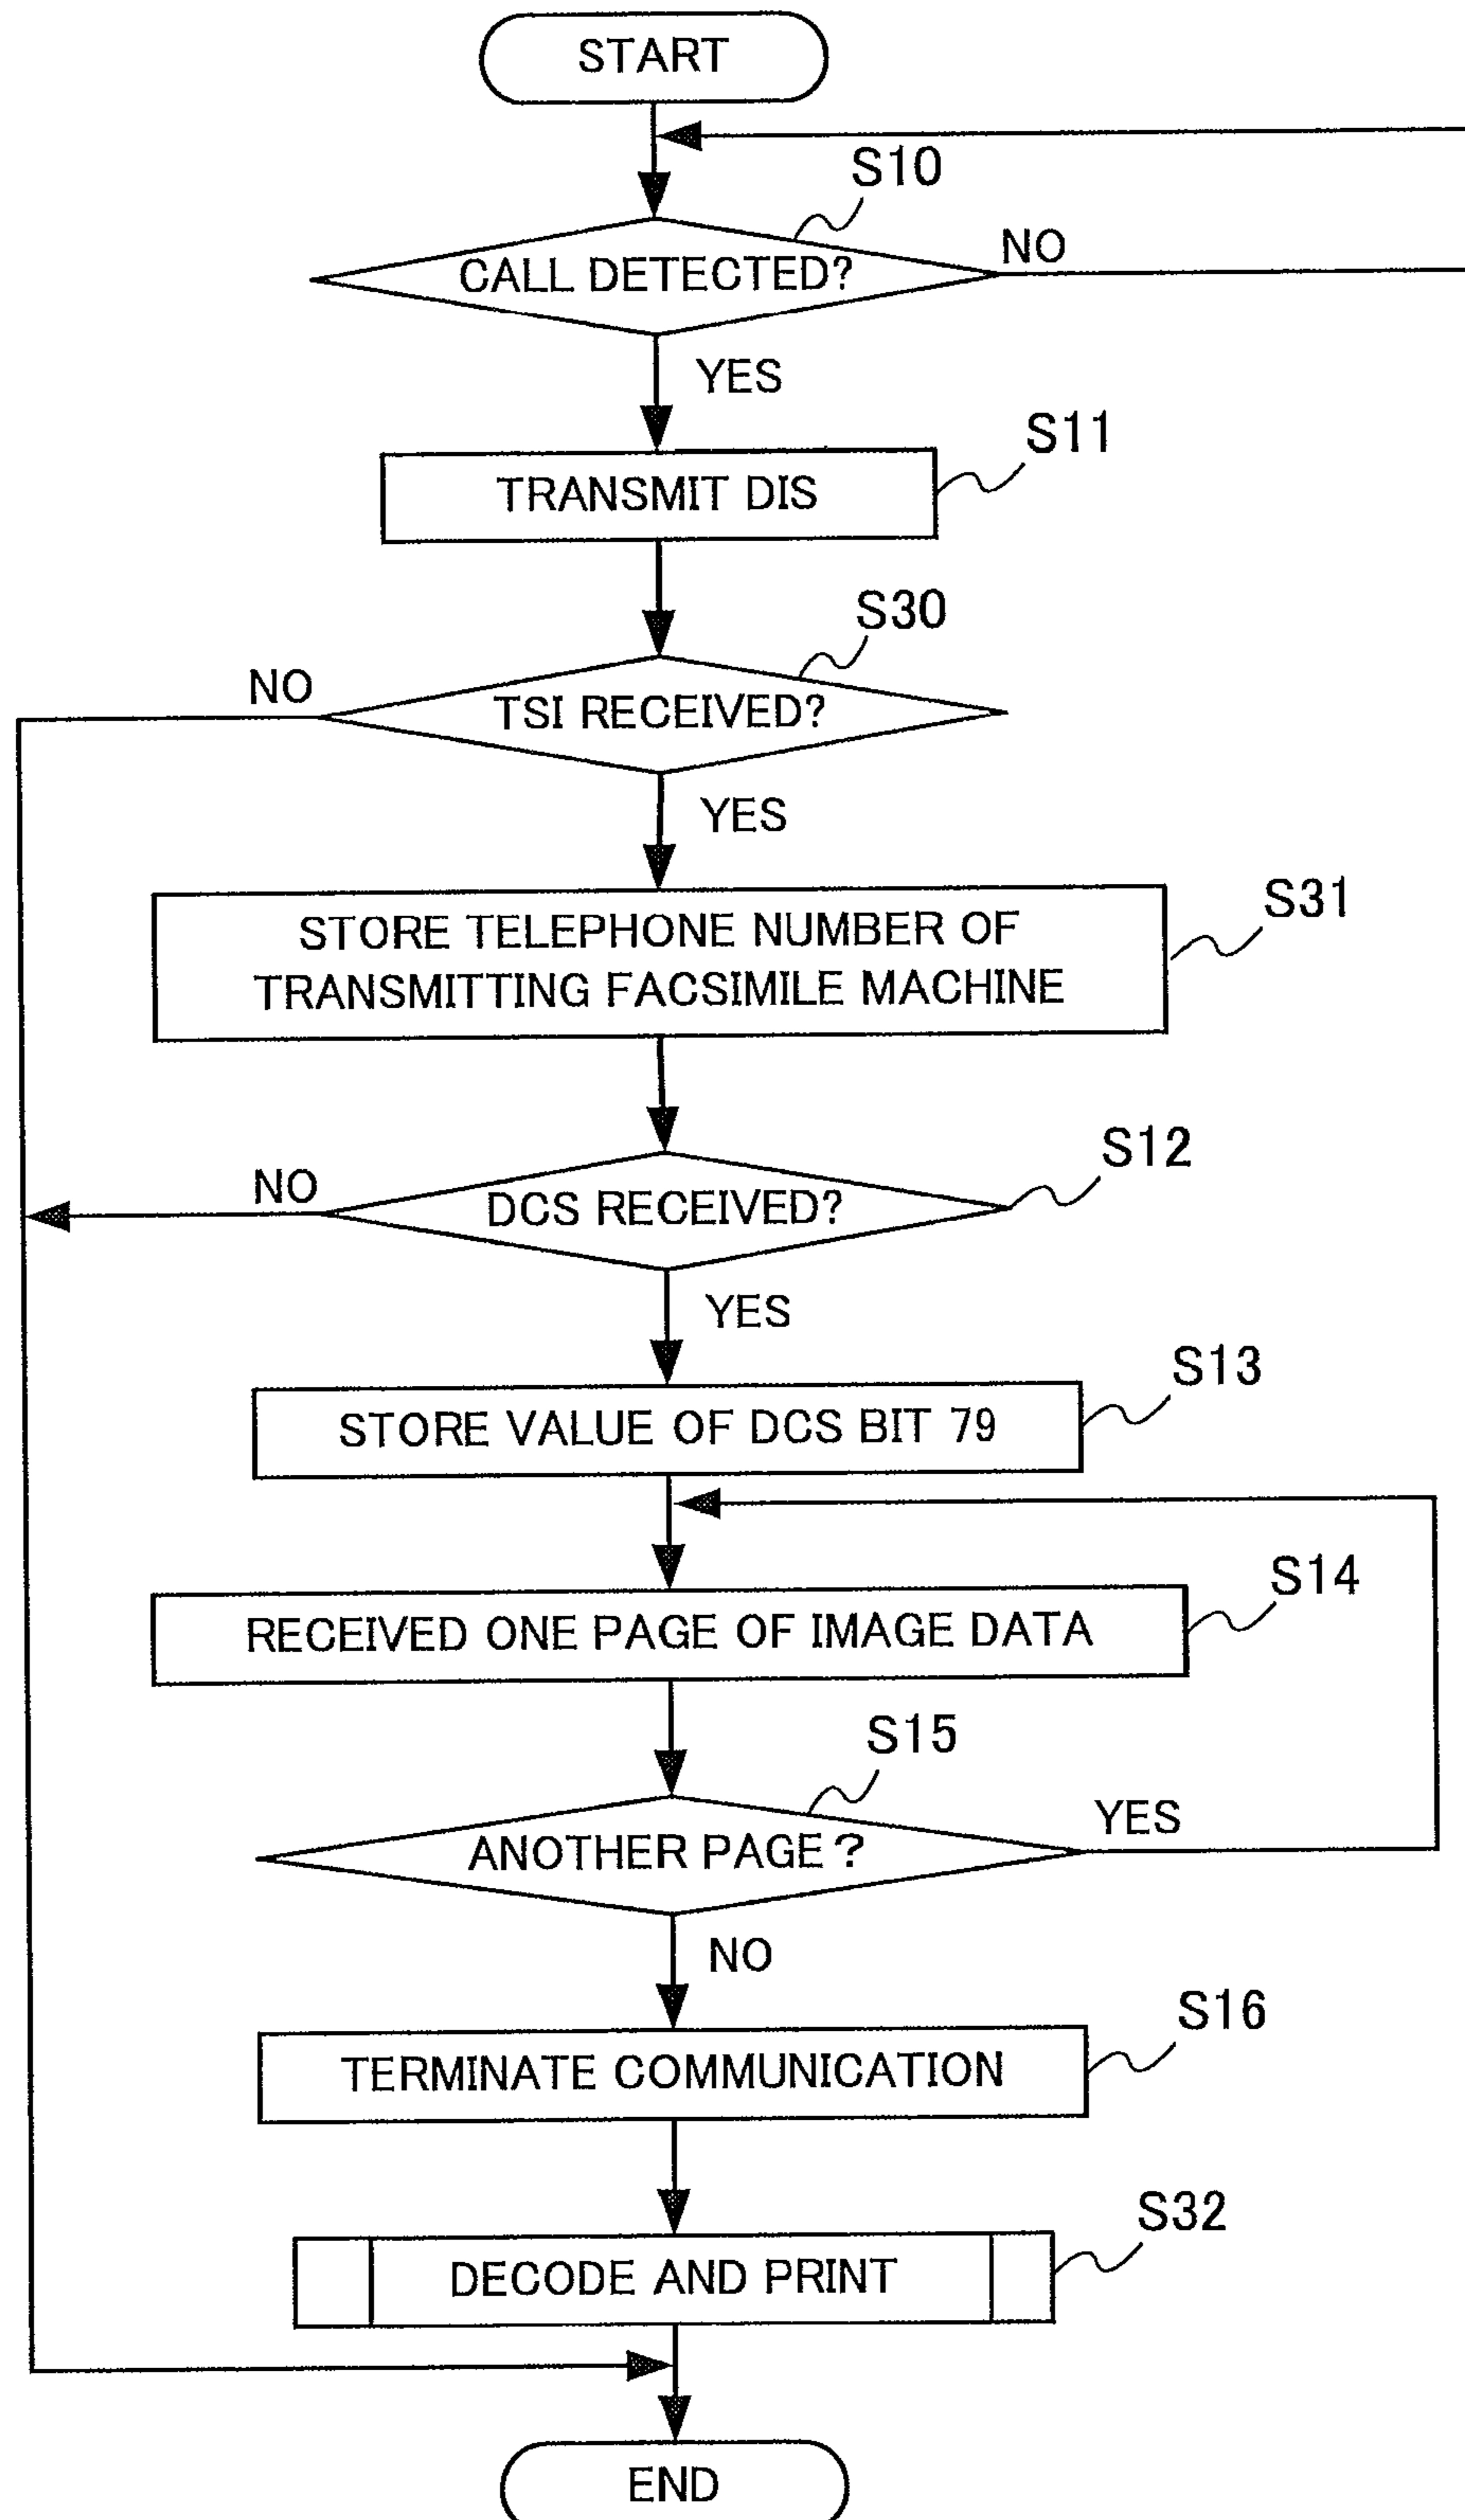 START
S10
CALL DETECTED?
NO
YES
S11
TRANSMIT DIS
S30
NO
TSI RECEIVED?
YES
S31
STORE TELEPHONE NUMBER OF
TRANSMITTING FACSIMILE MACHINE
S12
NO
DCS RECEIVED?
YES
S13
STORE VALUE OF DCS BIT 79
S14
RECEIVED ONE PAGE OF IMAGE DATA
S15
YES
ANOTHER PAGE?
NO
S16
TERMINATE COMMUNICATION
S32
DECODE AND PRINT
END